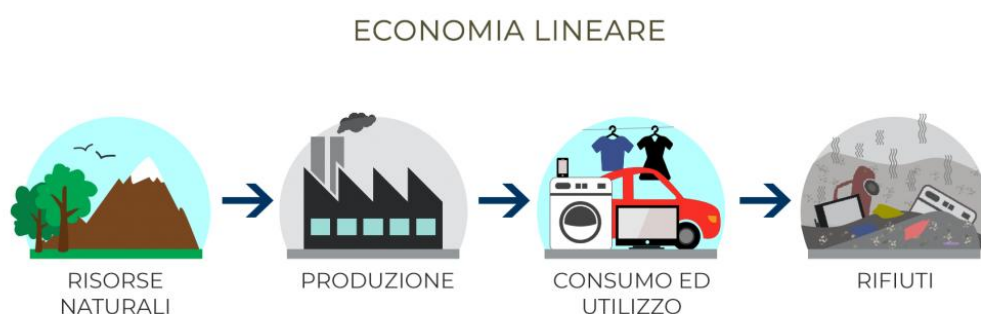 ECONOMIA LINEARE
RISORSE
NATURALI
PRODUZIONE
CONSUMO ED
UTILIZZO
RIFIUTI